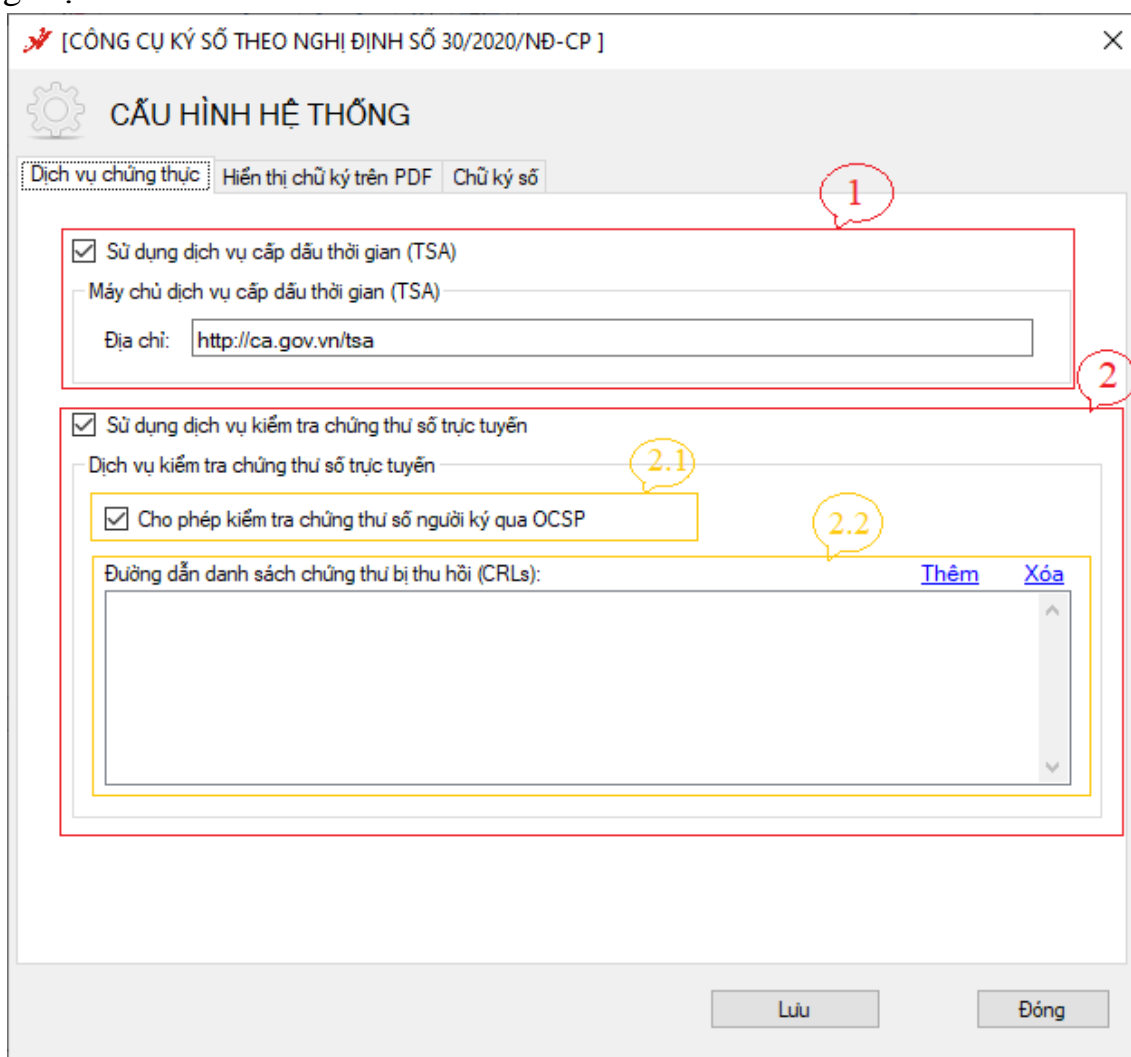 [CÔNG CỤ KÝ SỐ THEO NGHỊ ĐỊNH SỐ 30/2020/NĐ-CP ]
CẤU HÌNH HỆ THỐNG
Dịch vụ chứng thực Hiển thị chữ ký trên PDF Chữ ký số
1
Sử dụng dịch vụ cấp dấu thời gian (TSA)
Máy chủ dịch vụ cấp dấu thời gian (TSA)
Địa chỉ: http://ca.gov.vn/tsa
2
Sử dụng dịch vụ kiểm tra chứng thư số trực tuyến
Dịch vụ kiểm tra chứng thư số trực tuyến
2.1
Cho phép kiểm tra chứng thư số người ký qua OCSP
2.2
Đường dẫn danh sách chứng thư bị thu hồi (CRLs): Thêm Xóa
Lưu Đóng